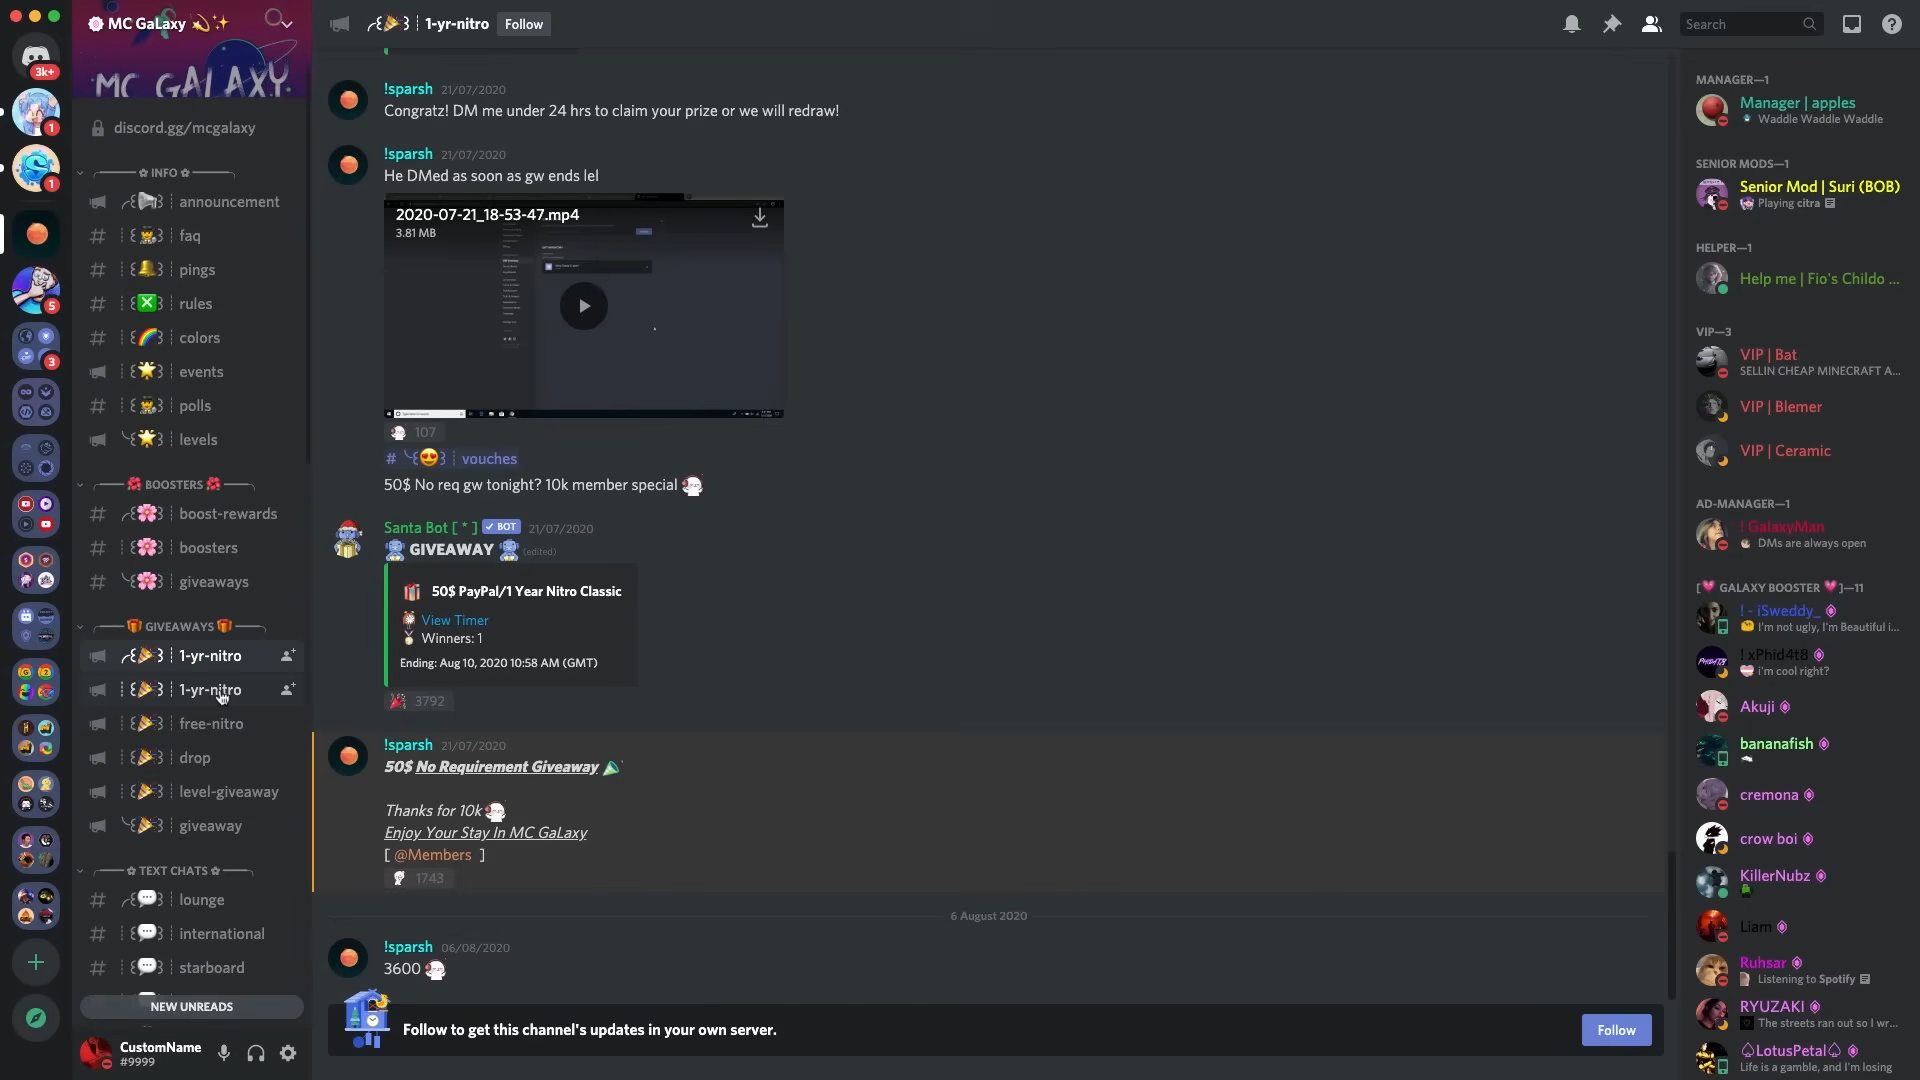 3k+
1
1
5
3
MC GaLaxy
MC GALAXY
discord.gg/mcgalaxy
INFO
announcement
faq
pings
rules
colors
events
polls
levels
BOOSTERS
boost-rewards
boosters
giveaways
GIVEAWAYS
1-yr-nitro
1-yr-nitro
free-nitro
drop
level-giveaway
giveaway
TEXT CHATS
lounge
international
starboard
NEW UNREADS
CustomName
#9999
1-yr-nitro Follow
Search
!sparsh 21/07/2020
Congratz! DM me under 24 hrs to claim your prize or we will redraw!
!sparsh 21/07/2020
He DMed as soon as gw ends lel
2020-07-21_18-53-47.mp4
3.81 MB
107
# vouches
50$ No req gw tonight? 10k member special
Santa Bot [ * ] BOT 21/07/2020
GIVEAWAY (edited)
50$ PayPal/1 Year Nitro Classic
View Timer
Winners: 1
Ending: Aug 10, 2020 10:58 AM (GMT)
3792
!sparsh 21/07/2020
50$ No Requirement Giveaway
Thanks for 10k
Enjoy Your Stay In MC GaLaxy
[ @Members ]
1743
6 August 2020
!sparsh 06/08/2020
3600
Follow to get this channel's updates in your own server.
Follow
MANAGER—1
Manager | apples
Waddle Waddle Waddle
SENIOR MODS—1
Senior Mod | Suri (BOB)
Playing citra
HELPER—1
Help me | Fio's Childo ...
VIP—3
VIP | Bat
SELLIN CHEAP MINECRAFT A...
VIP | Blemer
VIP | Ceramic
AD-MANAGER—1
! GalaxyMan
DMs are always open
[💗 GALAXY BOOSTER 💗]—11
! - iSweddy_
I'm not ugly, I'm Beautiful i...
! xPhid4t8
i'm cool right?
Akuji
bananafish
cremona
crow boi
KillerNubz
Liam
Ruhsar
Listening to Spotify
RYUZAKI
The streets ran out so I wr...
♤LotusPetal♤
Life is a gamble, and I'm losing